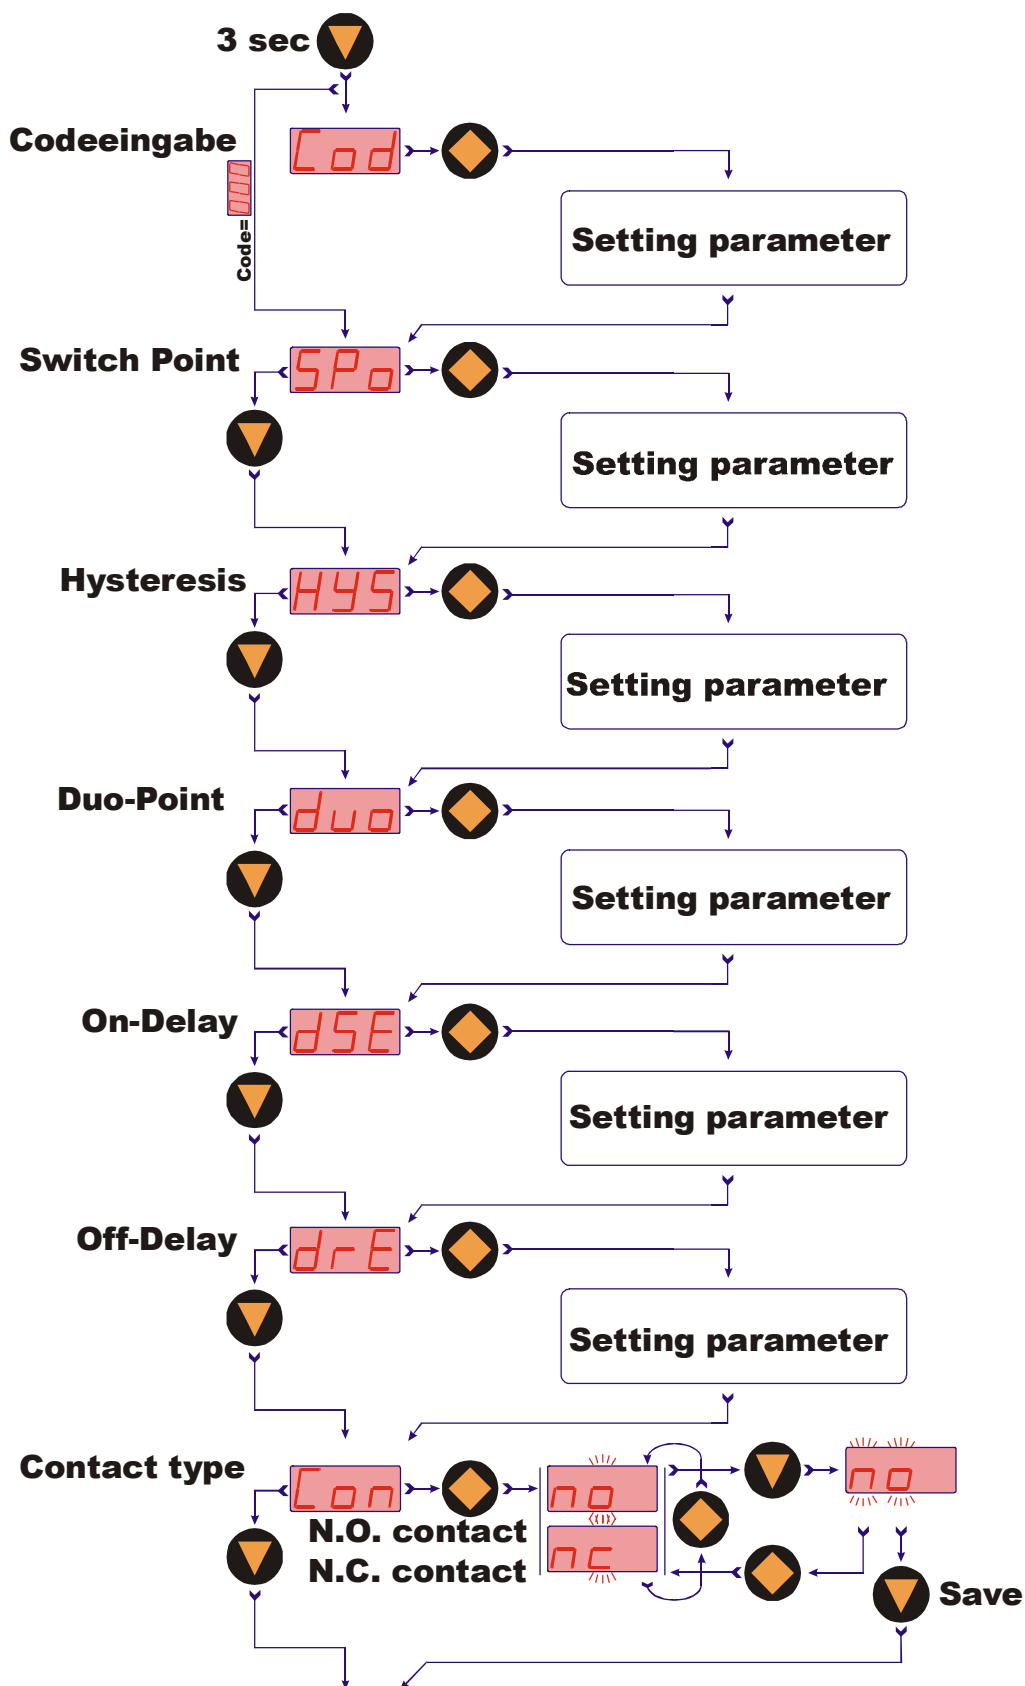 3 sec
Codeeingabe
Cod
Code=000
Setting parameter
Switch Point
SPo
Setting parameter
Hysteresis
HYS
Setting parameter
Duo-Point
duo
Setting parameter
On-Delay
dSE
Setting parameter
Off-Delay
drE
Setting parameter
Contact type
Con
no
no
N.O. contact
nc
N.C. contact
Save